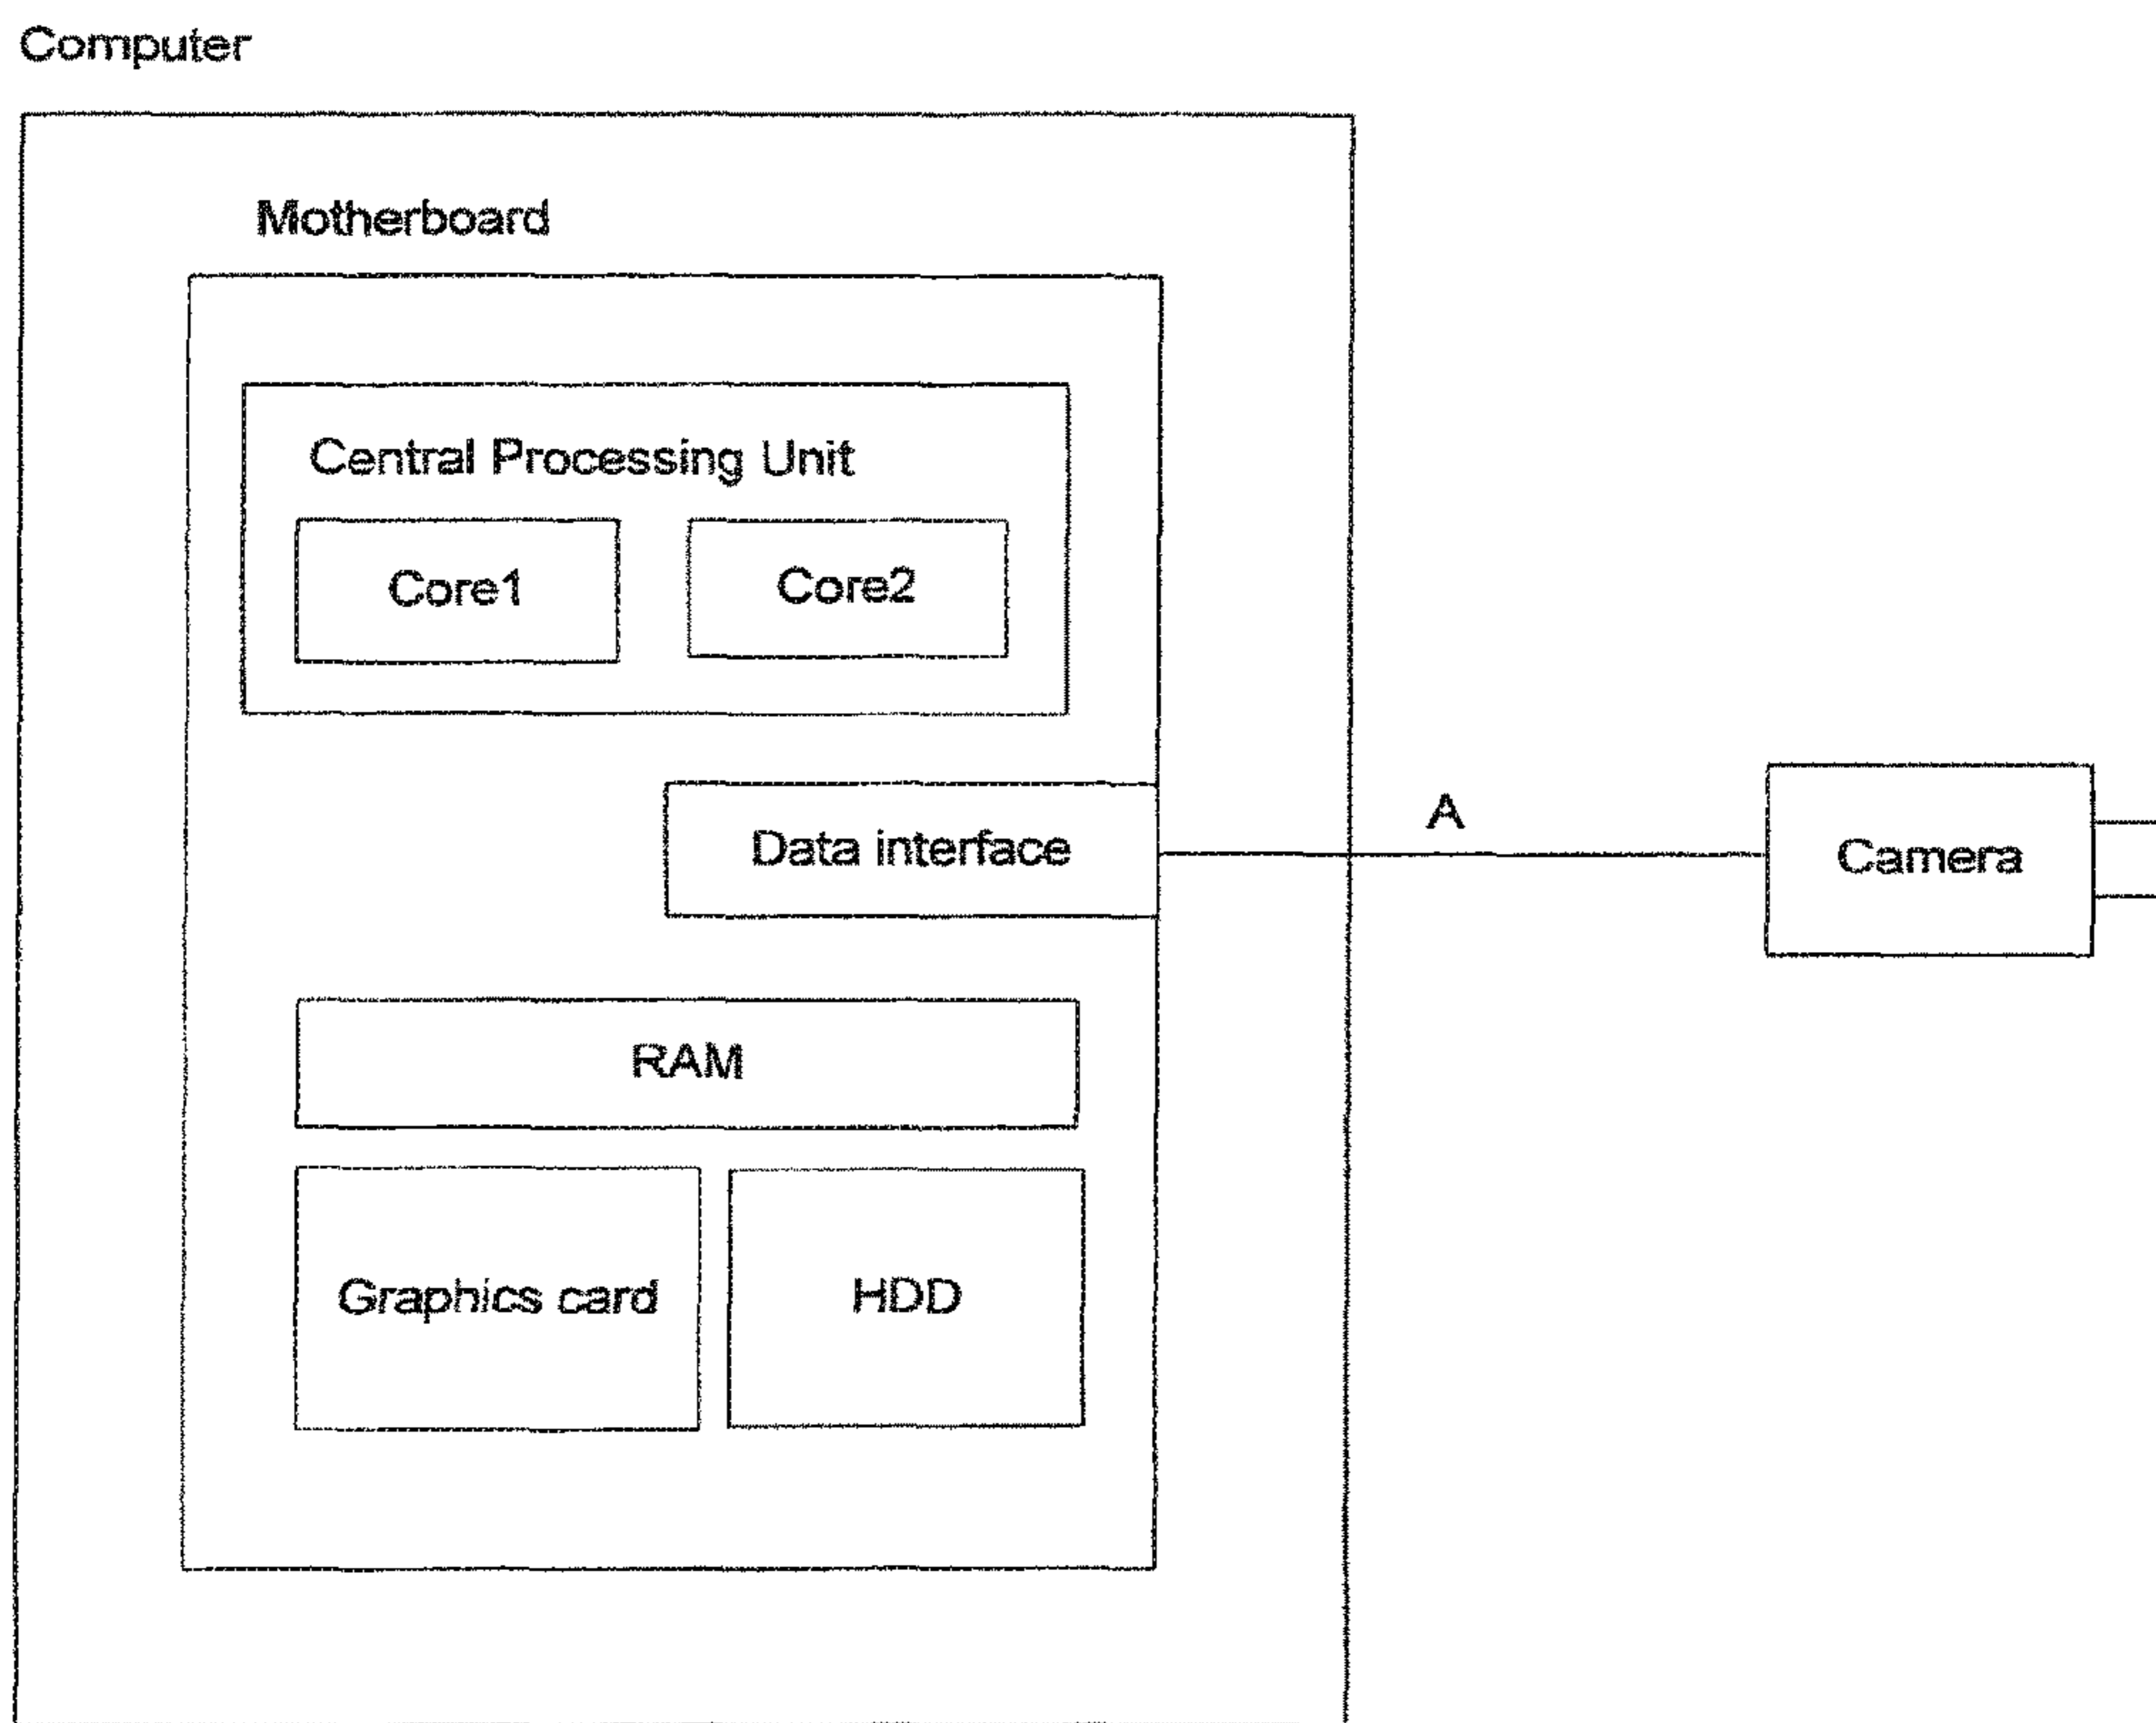 Computer
Motherboard
Central Processing Unit
Core1
Core2
Data interface
A
Camera
RAM
Graphics card
HDD